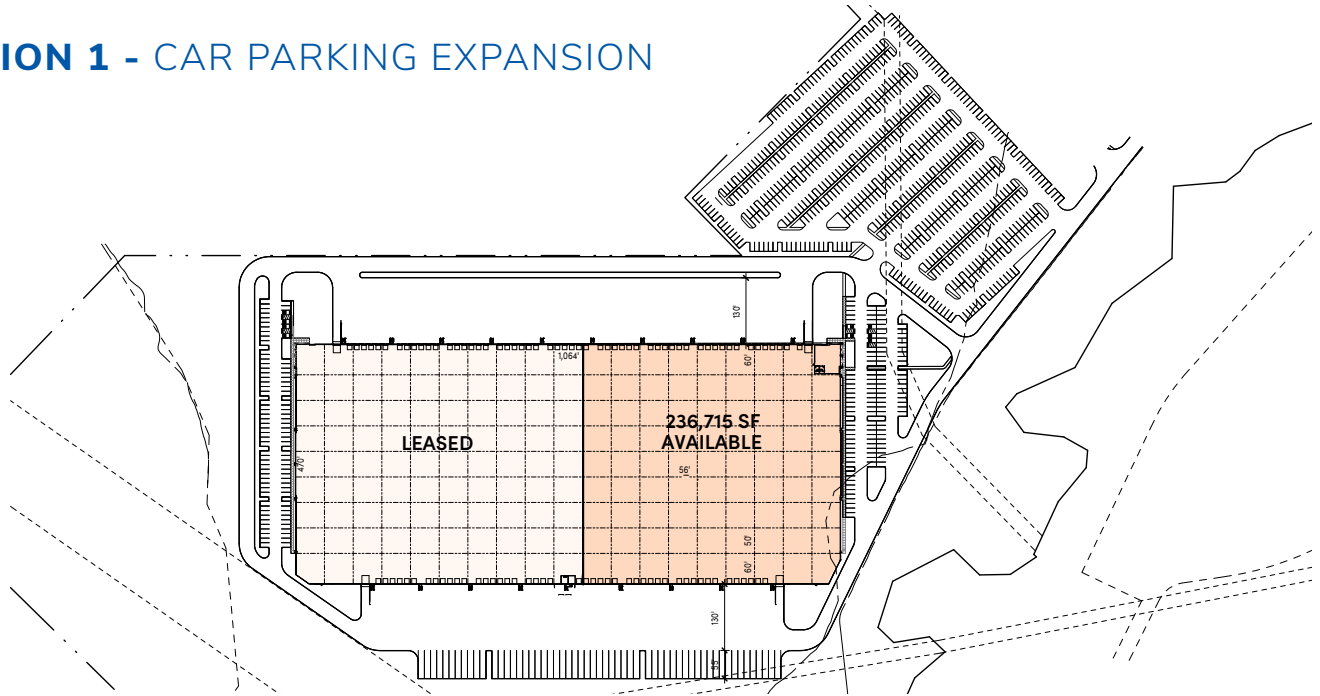 ION 1 - CAR PARKING EXPANSION
130'
1,064'
60'
236,715 SF
AVAILABLE
LEASED
470'
56'
50'
60'
130'
55'